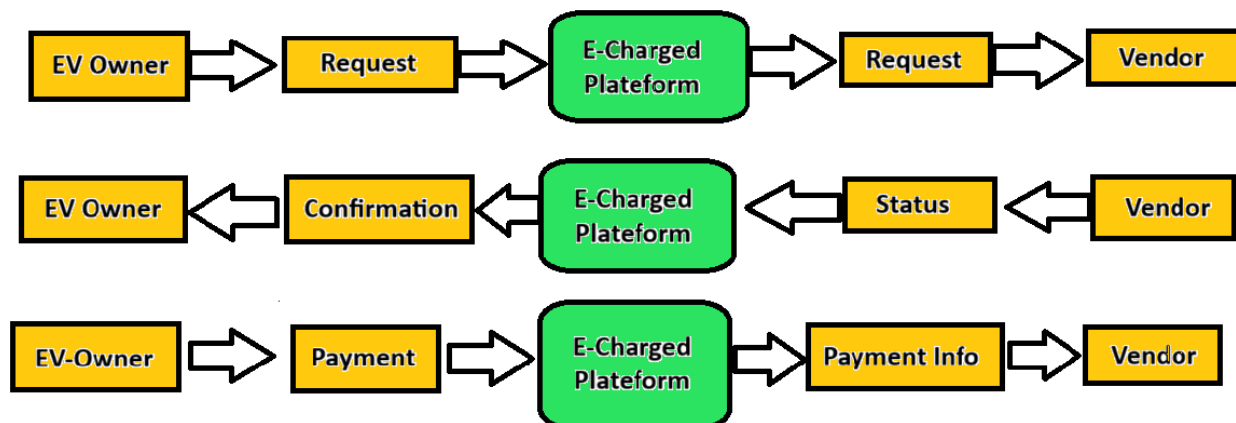 EV Owner
Request
E-Charged
Plateform
Request
Vendor
EV Owner
Confirmation
E-Charged
Plateform
Status
Vendor
EV-Owner
Payment
E-Charged
Plateform
Payment Info
Vendor